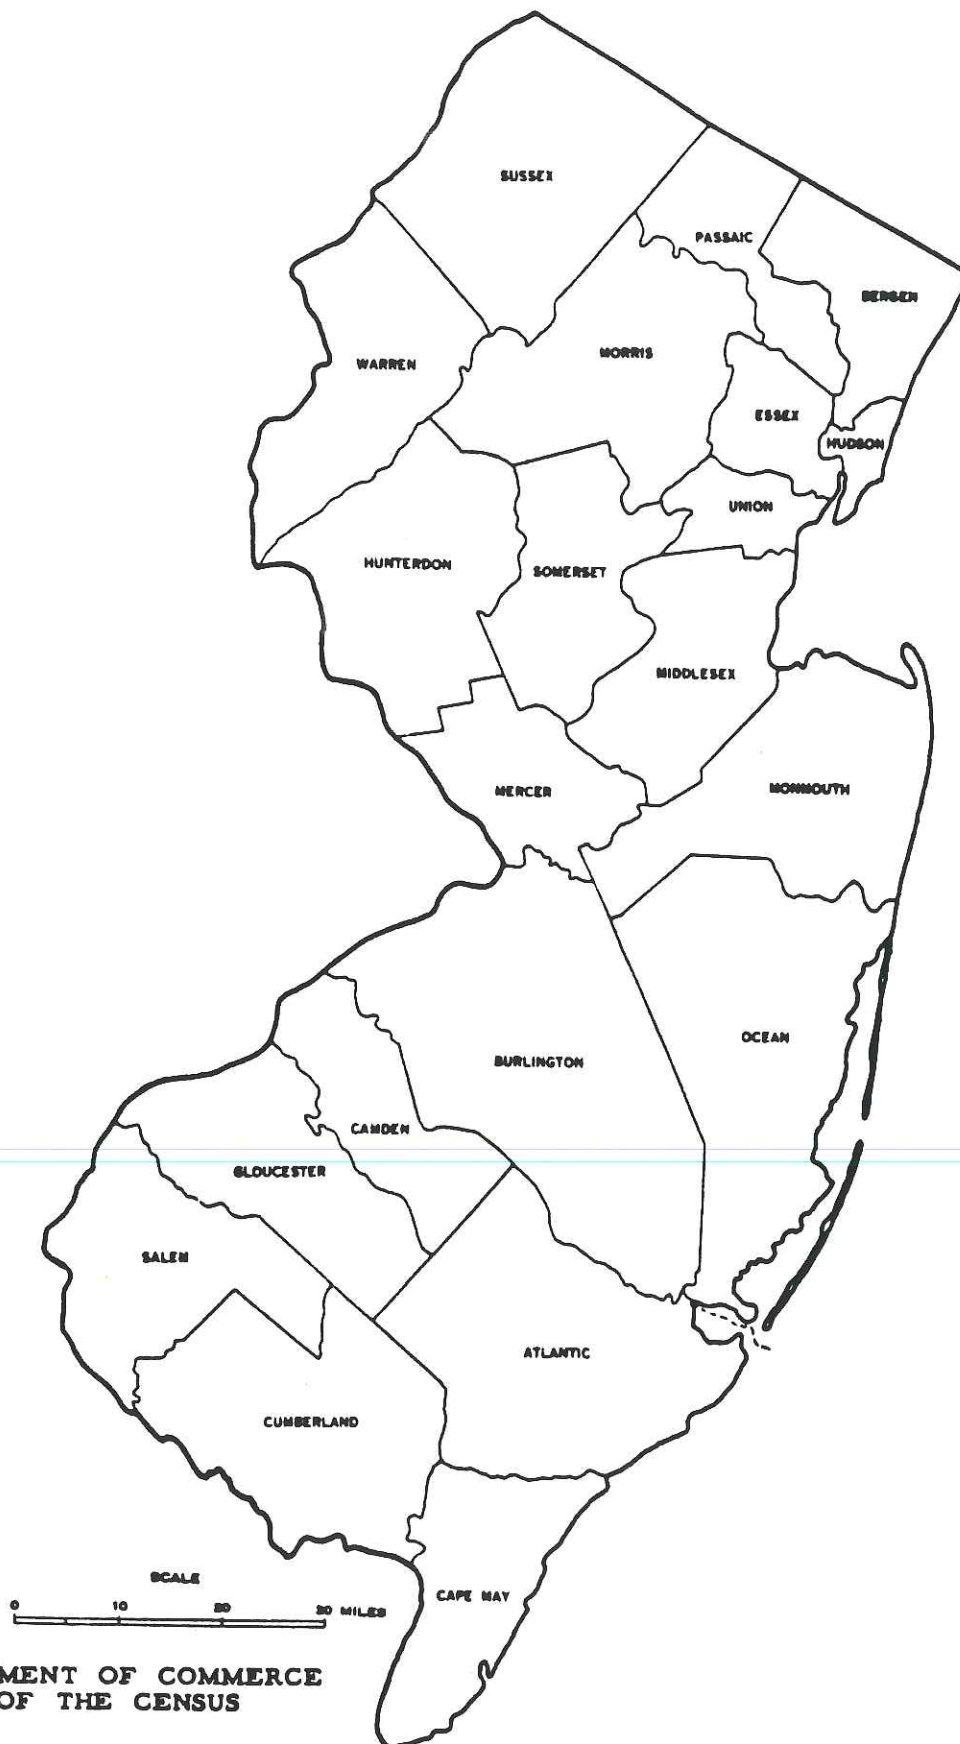 SUSSEX
PASSAIC
BERGEN
WARREN
MORRIS
ESSEX
HUDSON
UNION
HUNTERDON
SOMERSET
MIDDLESEX
MERCER
MONMOUTH
OCEAN
BURLINGTON
CAMDEN
GLOUCESTER
SALEM
ATLANTIC
CUMBERLAND
CAPE MAY
SCALE
0 10 20 30 MILES
MENT OF COMMERCE
OF THE CENSUS